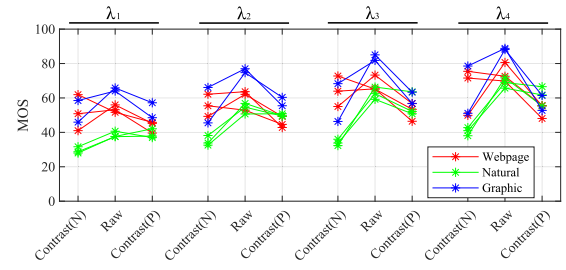 λ1 λ2 λ3 λ4
100
80
60
40
20
0
MOS
Webpage
Natural
Graphic
Contrast(N) Raw Contrast(P) Contrast(N) Raw Contrast(P) Contrast(N) Raw Contrast(P) Contrast(N) Raw Contrast(P)